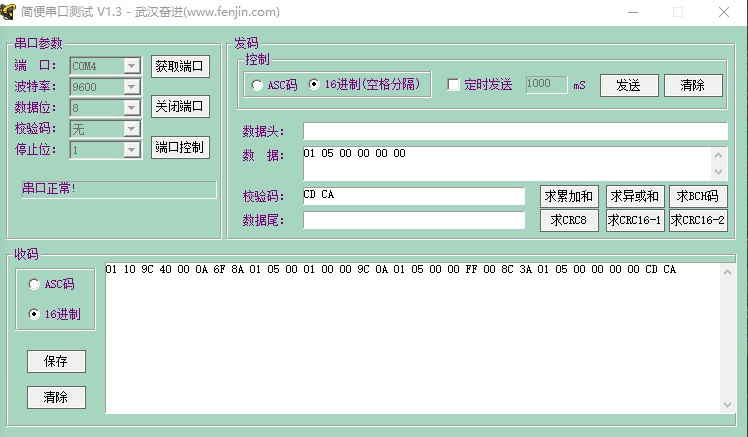 简便串口测试 V1.3 - 武汉奋进(www.fenjin.com)
串口参数
端 口： COM4 获取端口
波特率： 9600
数据位： 8 关闭端口
校验码： 无
停止位： 1 端口控制
串口正常!
发码
控制
ASC码 16进制(空格分隔) 定时发送 1000 mS 发送 清除
数据头：
数 据： 01 05 00 00 00 00
校验码： CD CA 求累加和 求异或和 求BCH码
数据尾： 求CRC8 求CRC16-1 求CRC16-2
收码
ASC码
16进制
保存
清除
01 10 9C 40 00 0A 6F 8A 01 05 00 01 00 00 9C 0A 01 05 00 00 FF 00 8C 3A 01 05 00 00 00 00 CD CA